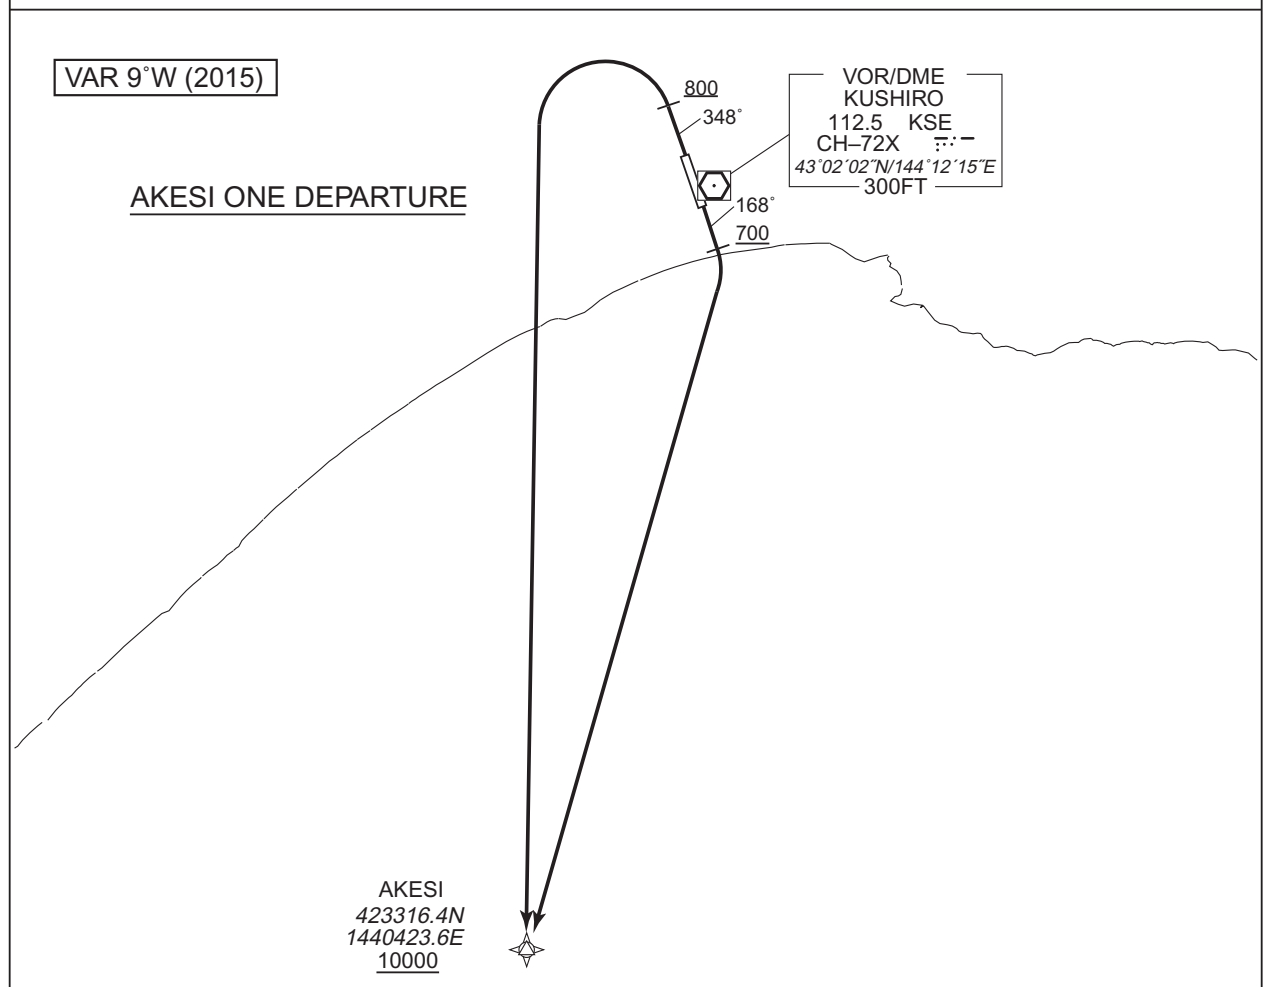 VAR 9°W (2015)
AKESI ONE DEPARTURE
800
348°
VOR/DME
KUSHIRO
112.5 KSE
CH–72X
43°02′02″N/144°12′15″E
300FT
168°
700
AKESI
423316.4N
1440423.6E
10000